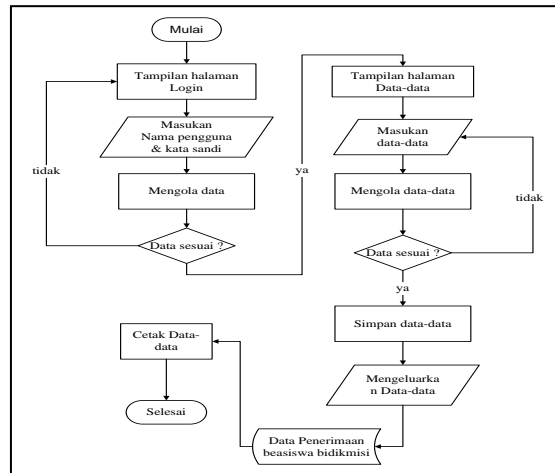 Mulai
Tampilan halaman
Login
Masukan
Nama pengguna
& kata sandi
tidak
Mengola data
Data sesuai ?
ya
Tampilan halaman
Data-data
Masukan
data-data
Mengola data-data
tidak
Data sesuai ?
ya
Simpan data-data
Mengeluarka
n Data-data
Data Penerimaan
beasiswa bidikmisi
Cetak Data-
data
Selesai